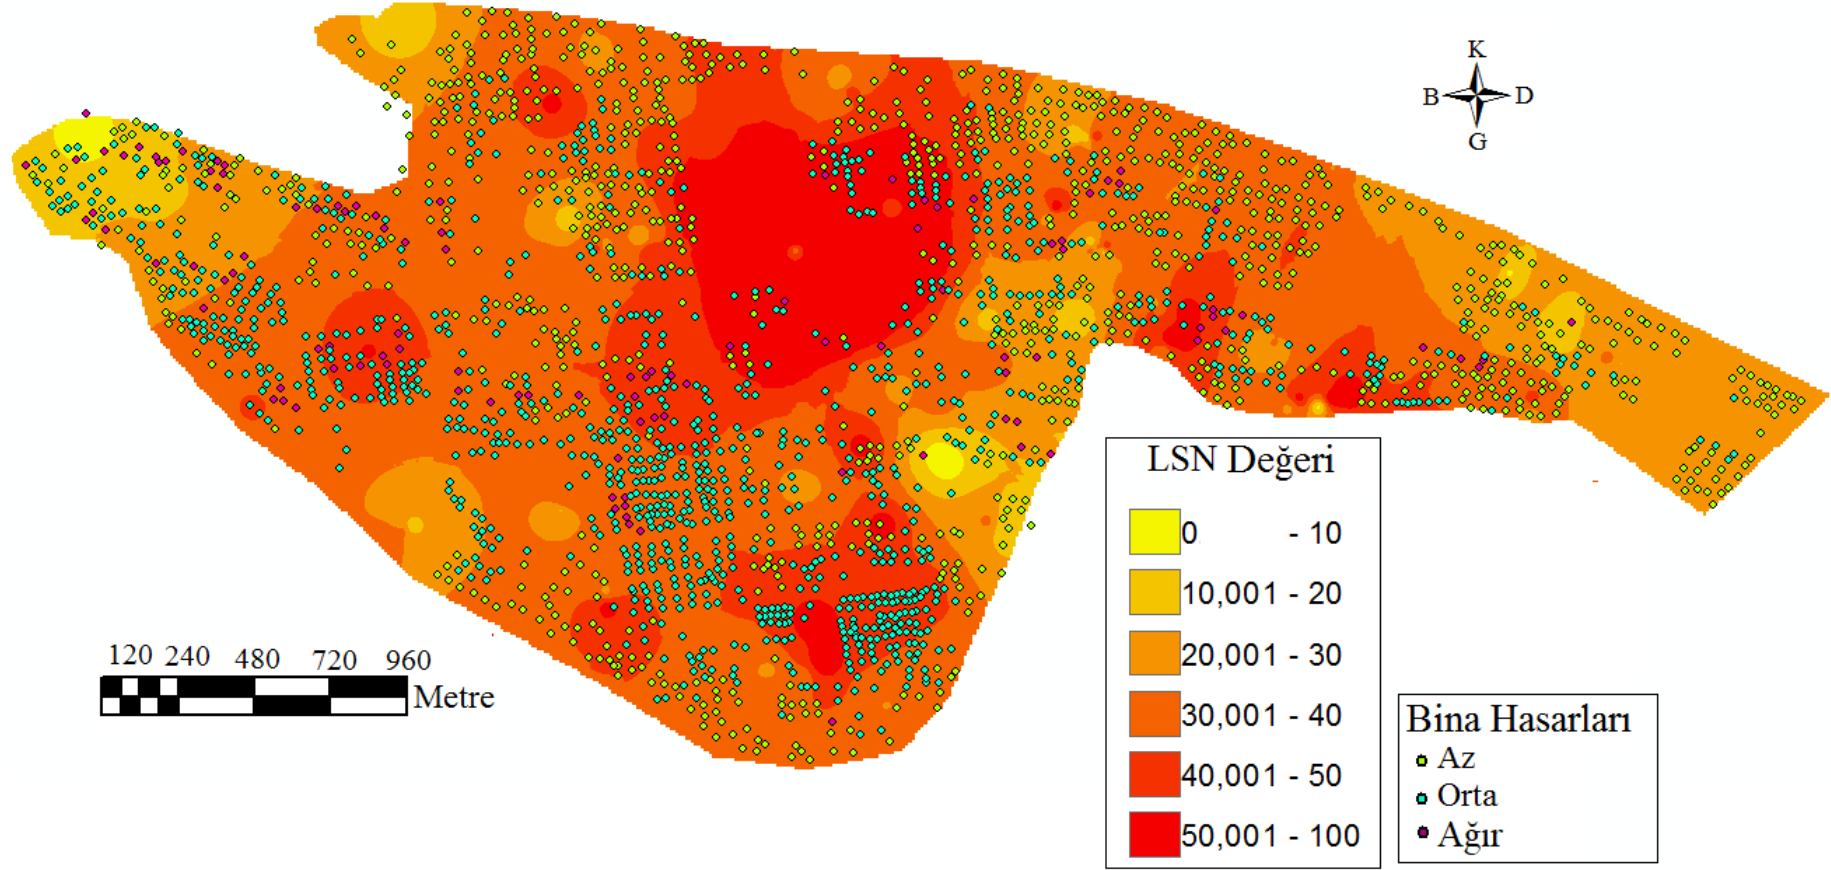 K
B D
G
LSN Değeri
0 - 10
10,001 - 20
20,001 - 30
30,001 - 40
40,001 - 50
50,001 - 100
120 240 480 720 960
Metre
Bina Hasarları
Az
Orta
Ağır